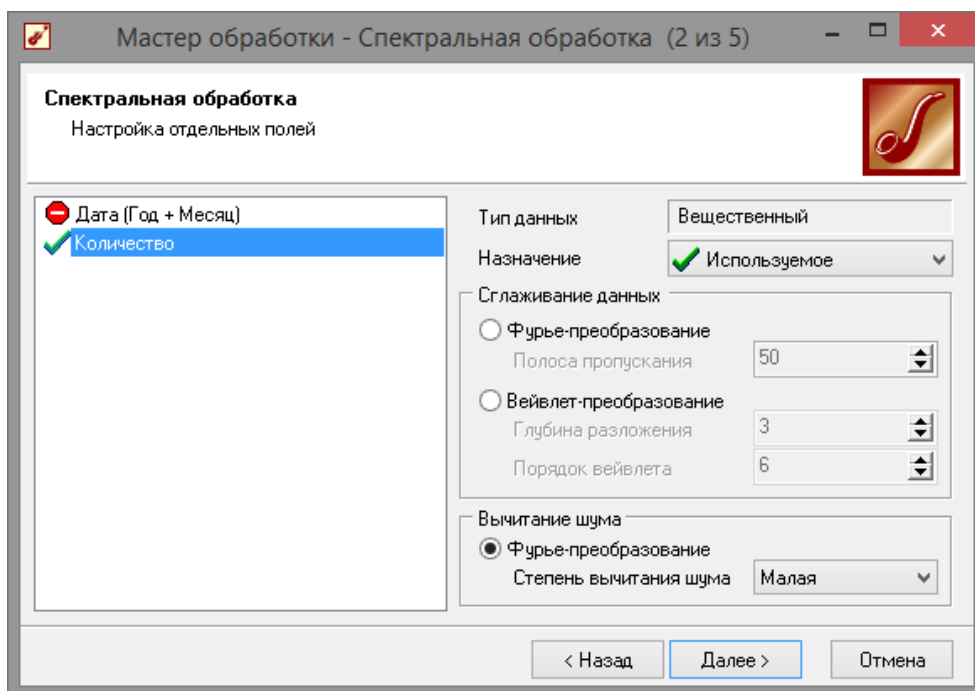 Мастер обработки - Спектральная обработка (2 из 5)
Спектральная обработка
Настройка отдельных полей
Дата (Год + Месяц)
Количество
Тип данных
Вещественный
Назначение
Используемое
Сглаживание данных
Фурье-преобразование
Полоса пропускания
50
Вейвлет-преобразование
Глубина разложения
3
Порядок вейвлета
6
Вычитание шума
Фурье-преобразование
Степень вычитания шума
Малая
< Назад
Далее >
Отмена